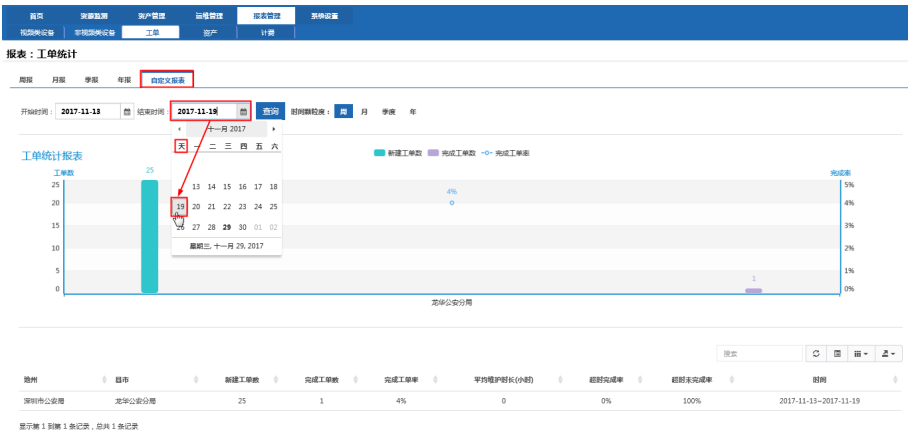 首页 资源监测 资产管理 运维管理 报表管理 系统设置
视频类设备 非视频类设备 工单 资产 计费
报表：工单统计
周报 月报 季报 年报 自定义报表
开始时间： 2017-11-13 结束时间： 2017-11-19 查询 时间颗粒度： 周 月 季度 年
十一月 2017
天 一 二 三 四 五 六
13 14 15 16 17 18
19 20 21 22 23 24 25
26 27 28 29 30 01 02
星期三, 十一月 29, 2017
工单统计报表
新建工单数 完成工单数 完成工单率
工单数 完成率
25
25 5%
20 4%
15 3%
10 2%
5 1%
0 0%
4%
1
龙华公安分局
搜索
地州 县市 新建工单数 完成工单数 完成工单率 平均维护时长(小时) 超时完成率 超时未完成率 时间
深圳市公安局 龙华公安分局 25 1 4% 0 0% 100% 2017-11-13~2017-11-19
显示第 1 到第 1 条记录，总共 1 条记录